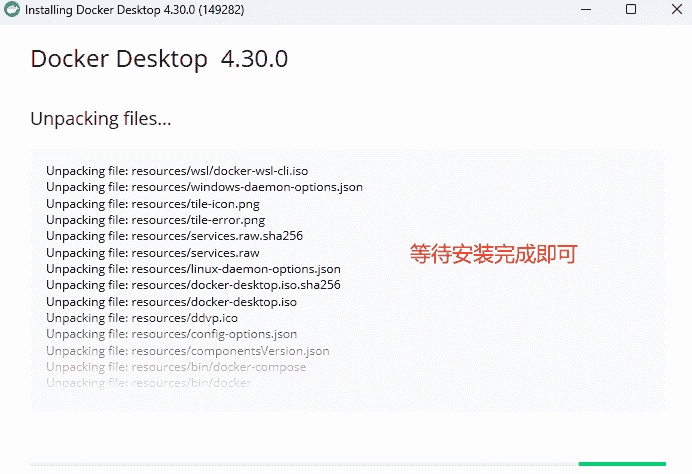 Installing Docker Desktop 4.30.0 (149282)
Docker Desktop 4.30.0
Unpacking files...
Unpacking file: resources/wsl/docker-wsl-cli.iso
Unpacking file: resources/windows-daemon-options.json
Unpacking file: resources/tile-icon.png
Unpacking file: resources/tile-error.png
Unpacking file: resources/services.raw.sha256
Unpacking file: resources/services.raw
等待安装完成即可
Unpacking file: resources/linux-daemon-options.json
Unpacking file: resources/docker-desktop.iso.sha256
Unpacking file: resources/docker-desktop.iso
Unpacking file: resources/ddvp.ico
Unpacking file: resources/config-options.json
Unpacking file: resources/componentsVersion.json
Unpacking file: resources/bin/docker-compose
Unpacking file: resources/bin/docker